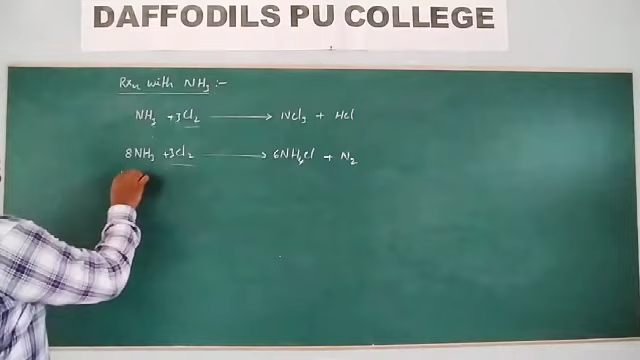 DAFFODILS PU COLLEGE
Rxn with NH₃ :-
NH₃ + 3Cl₂ ⟶ NCl₃ + HCl
8NH₃ + 3Cl₂ ⟶ 6NH₄Cl + N₂